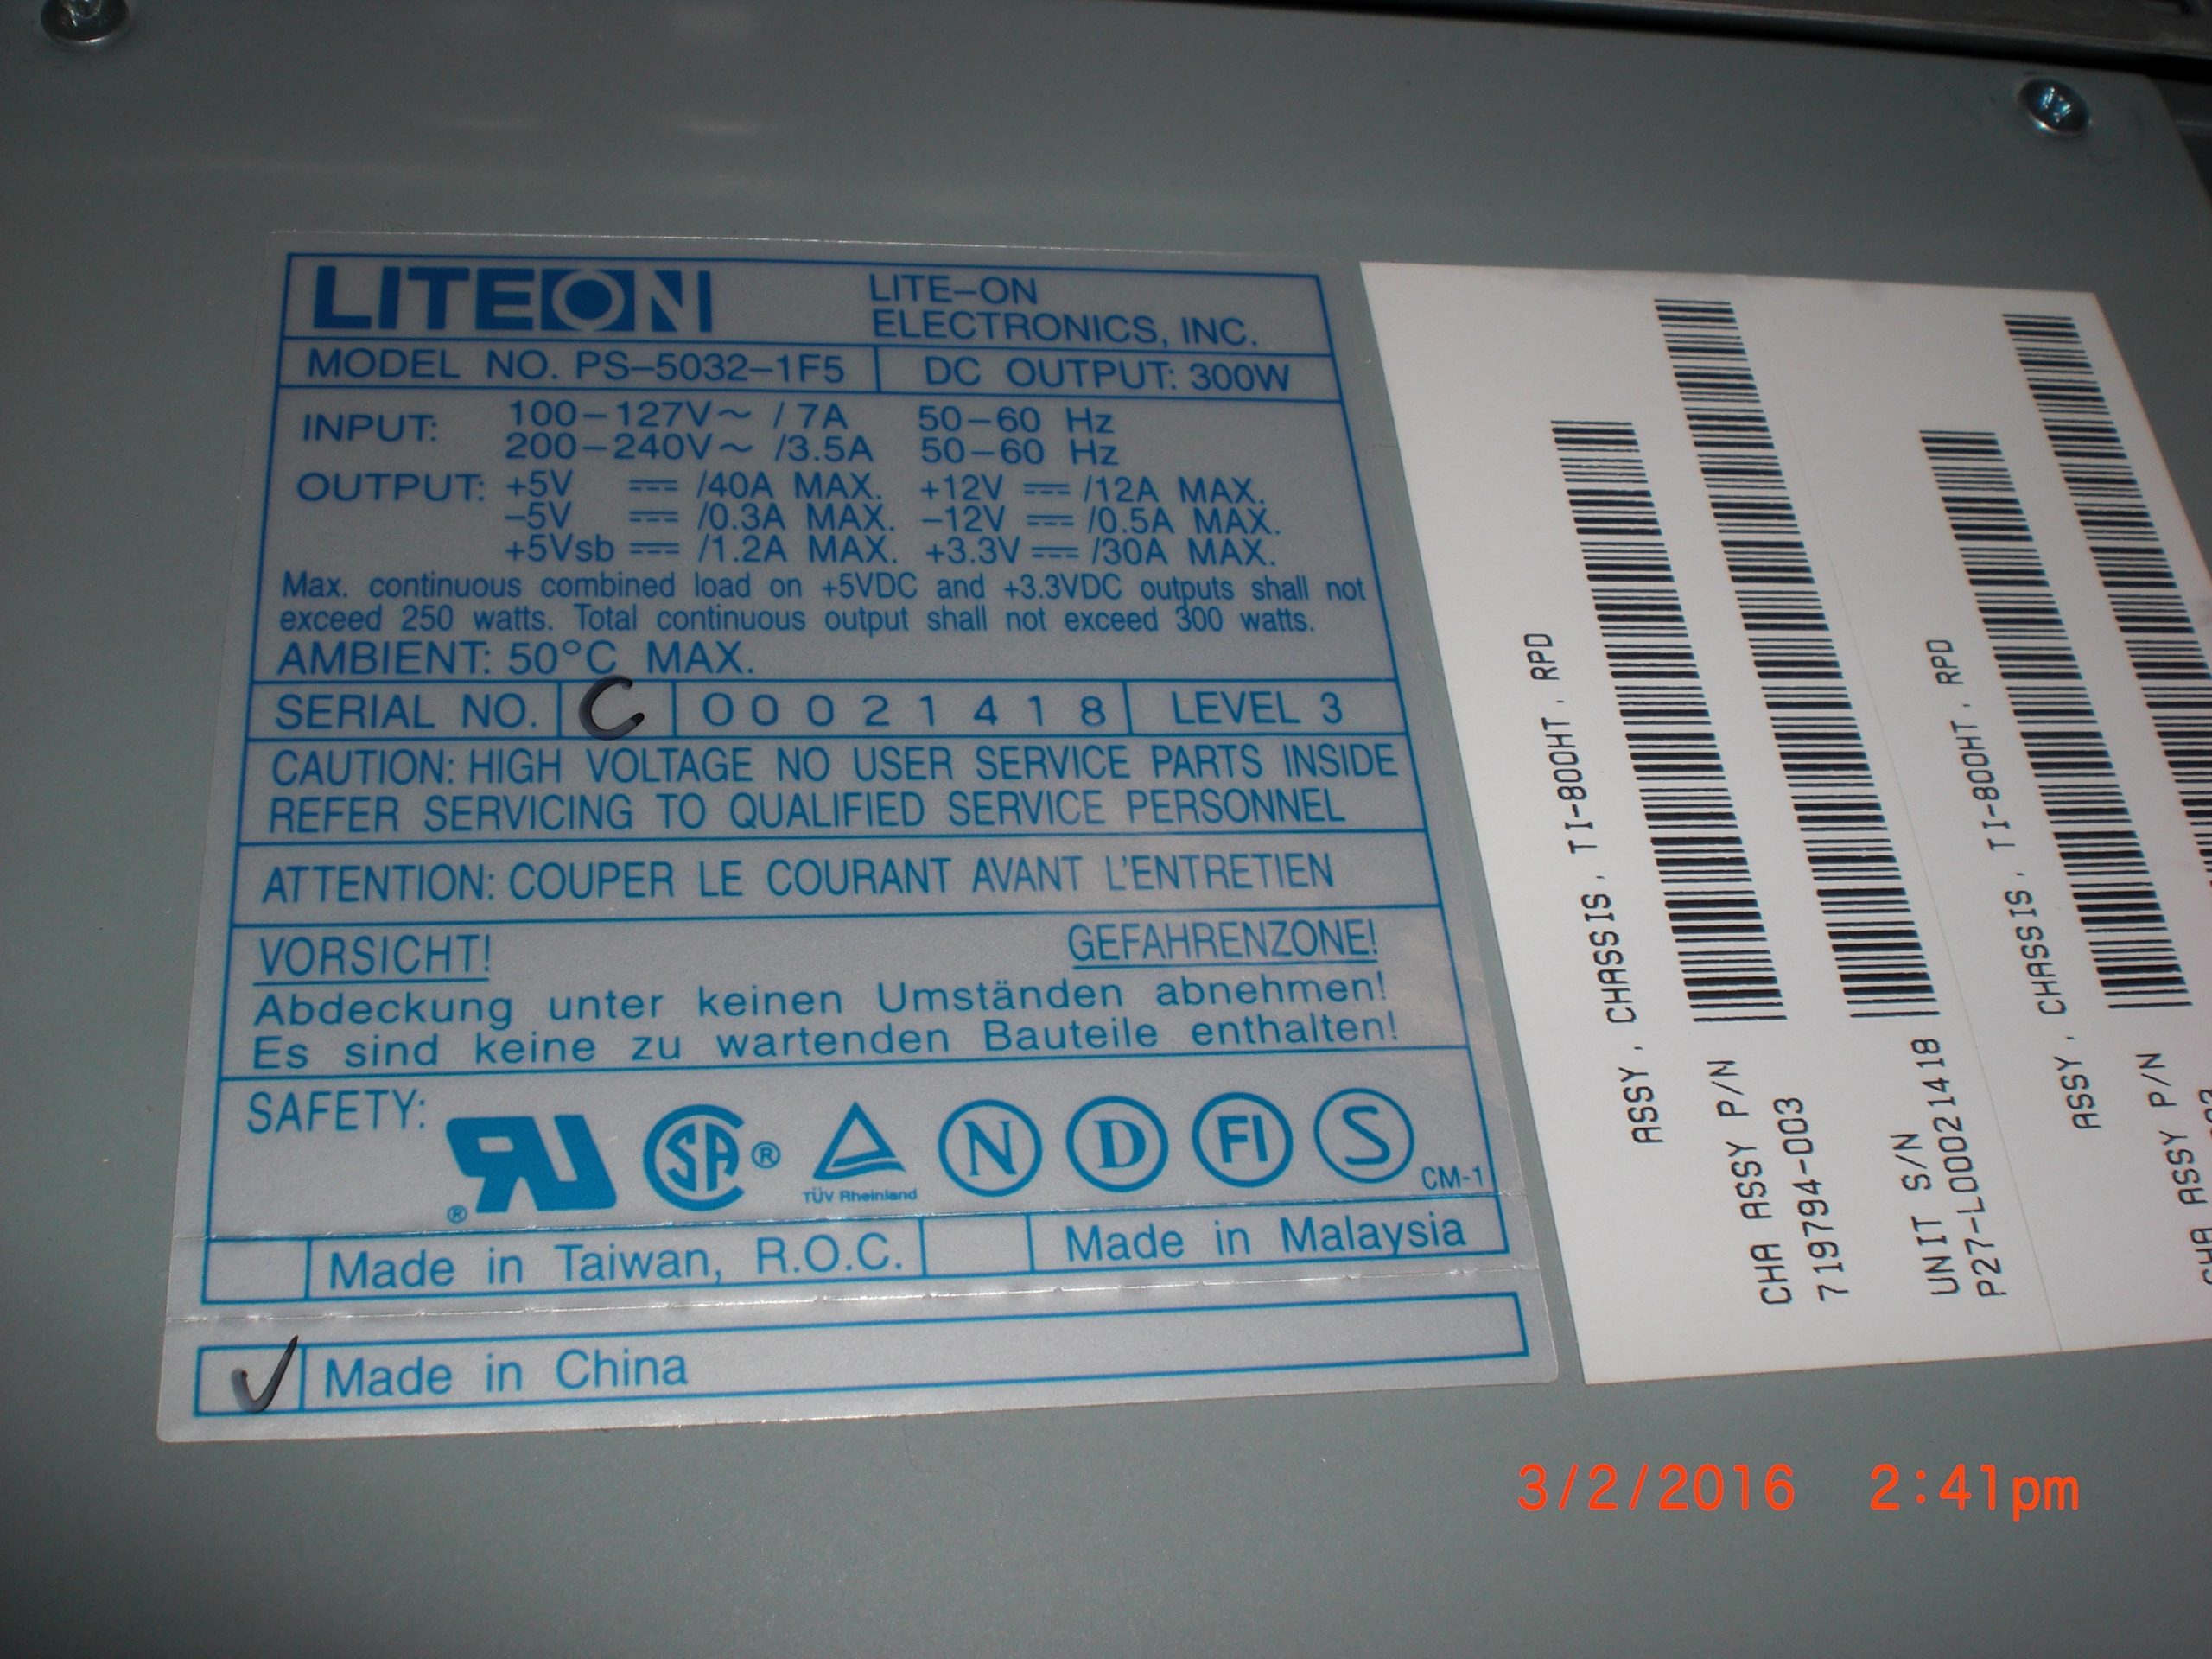 LITEON
LITE-ON
ELECTRONICS, INC.
MODEL NO. PS-5032-1F5 DC OUTPUT: 300W
INPUT: 100-127V~ / 7A 50-60 Hz
200-240V~ /3.5A 50-60 Hz
OUTPUT: +5V ⎓ /40A MAX. +12V ⎓ /12A MAX.
-5V ⎓ /0.3A MAX. -12V ⎓ /0.5A MAX.
+5Vsb ⎓ /1.2A MAX. +3.3V ⎓ /30A MAX.
Max. continuous combined load on +5VDC and +3.3VDC outputs shall not
exceed 250 watts. Total continuous output shall not exceed 300 watts.
AMBIENT: 50°C MAX.
SERIAL NO. C 00021418 LEVEL 3
CAUTION: HIGH VOLTAGE NO USER SERVICE PARTS INSIDE
REFER SERVICING TO QUALIFIED SERVICE PERSONNEL
ATTENTION: COUPER LE COURANT AVANT L'ENTRETIEN
VORSICHT! GEFAHRENZONE!
Abdeckung unter keinen Umständen abnehmen!
Es sind keine zu wartenden Bauteile enthalten!
SAFETY: RU ® SA ® TÜV Rheinland N D FI S CM-1
Made in Taiwan, R.O.C. Made in Malaysia
✓ Made in China
ASSY, CHASSIS, TI-800HT, RPD
CHA ASSY P/N
719794-003
UNIT S/N
P27-L00021418
ASSY, CHASSIS, TI-800HT, RPD
CHA ASSY P/N
3/2/2016 2:41pm